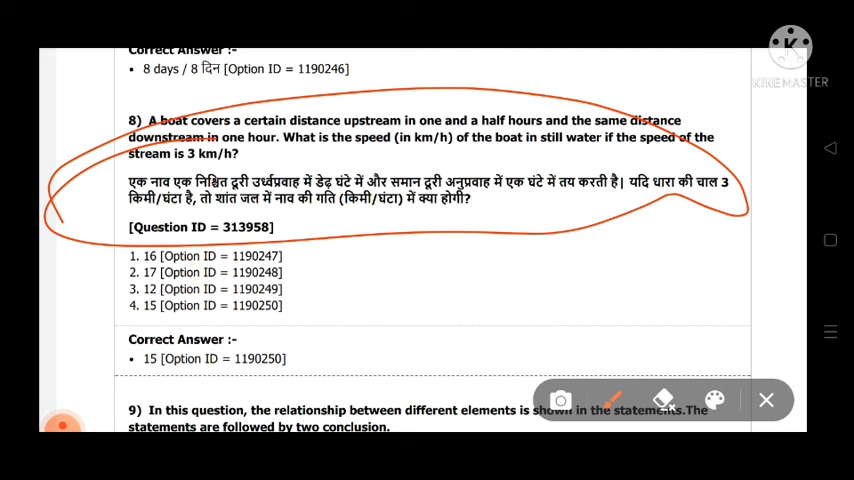 Correct Answer :-
• 8 days / 8 दिन [Option ID = 1190246]
K
KINEMASTER
8) A boat covers a certain distance upstream in one and a half hours and the same distance
downstream in one hour. What is the speed (in km/h) of the boat in still water if the speed of the
stream is 3 km/h?
एक नाव एक निश्चित दूरी उर्ध्वप्रवाह में डेढ़ घंटे में और समान दूरी अनुप्रवाह में एक घंटे में तय करती है| यदि धारा की चाल 3
किमी/घंटा है, तो शांत जल में नाव की गति (किमी/घंटा) में क्या होगी?
[Question ID = 313958]
1. 16 [Option ID = 1190247]
2. 17 [Option ID = 1190248]
3. 12 [Option ID = 1190249]
4. 15 [Option ID = 1190250]
Correct Answer :-
• 15 [Option ID = 1190250]
9) In this question, the relationship between different elements is shown in the statements.The
statements are followed by two conclusion.